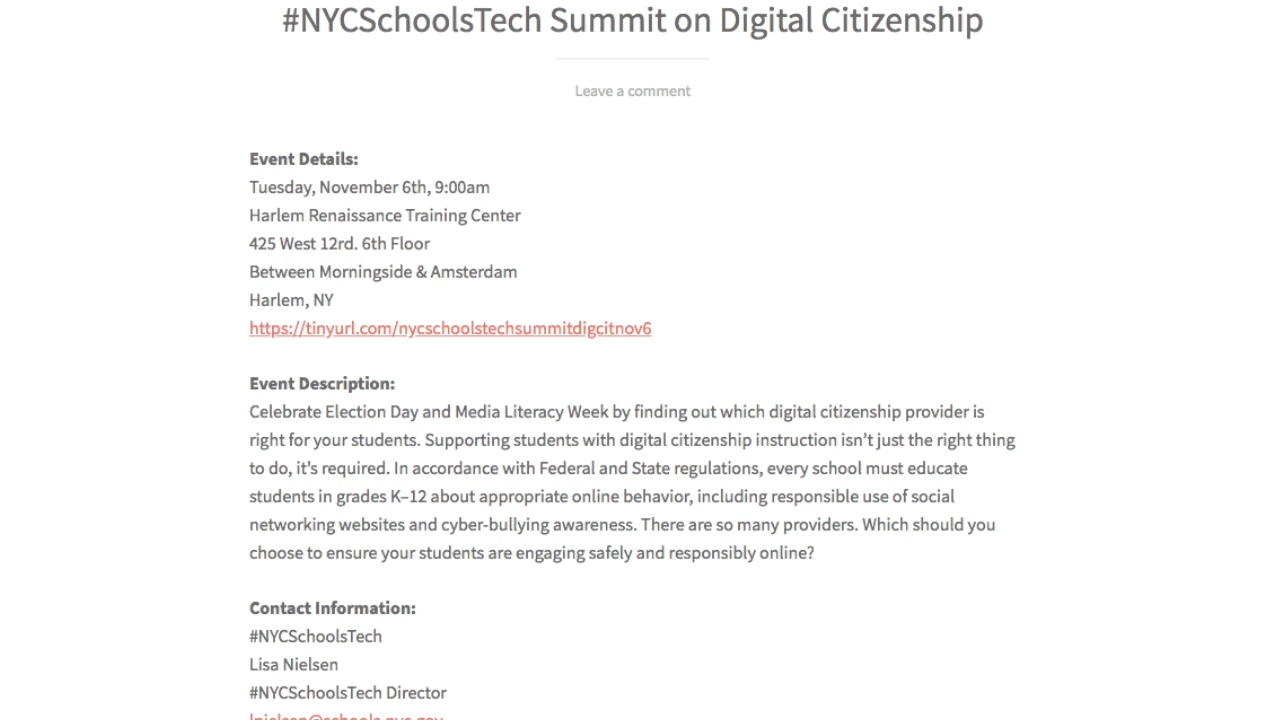 #NYCSchoolsTech Summit on Digital Citizenship
Leave a comment
Event Details:
Tuesday, November 6th, 9:00am
Harlem Renaissance Training Center
425 West 12rd. 6th Floor
Between Morningside & Amsterdam
Harlem, NY
https://tinyurl.com/nycschoolstechsummitdigcitnov6
Event Description:
Celebrate Election Day and Media Literacy Week by finding out which digital citizenship provider is
right for your students. Supporting students with digital citizenship instruction isn’t just the right thing
to do, it’s required. In accordance with Federal and State regulations, every school must educate
students in grades K–12 about appropriate online behavior, including responsible use of social
networking websites and cyber-bullying awareness. There are so many providers. Which should you
choose to ensure your students are engaging safely and responsibly online?
Contact Information:
#NYCSchoolsTech
Lisa Nielsen
#NYCSchoolsTech Director
lnielsen@schools.nyc.gov